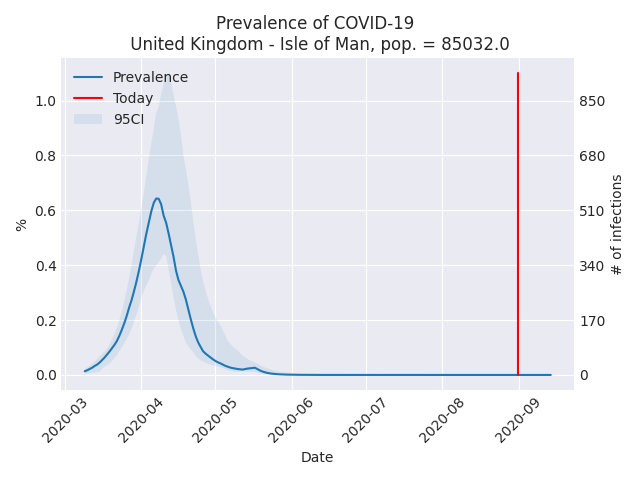 Prevalence of COVID-19
United Kingdom - Isle of Man, pop. = 85032.0
Prevalence
Today
95CI
1.0
0.8
0.6
0.4
0.2
0.0
%
850
680
510
340
170
0
# of infections
2020-03
2020-04
2020-05
2020-06
2020-07
2020-08
2020-09
Date